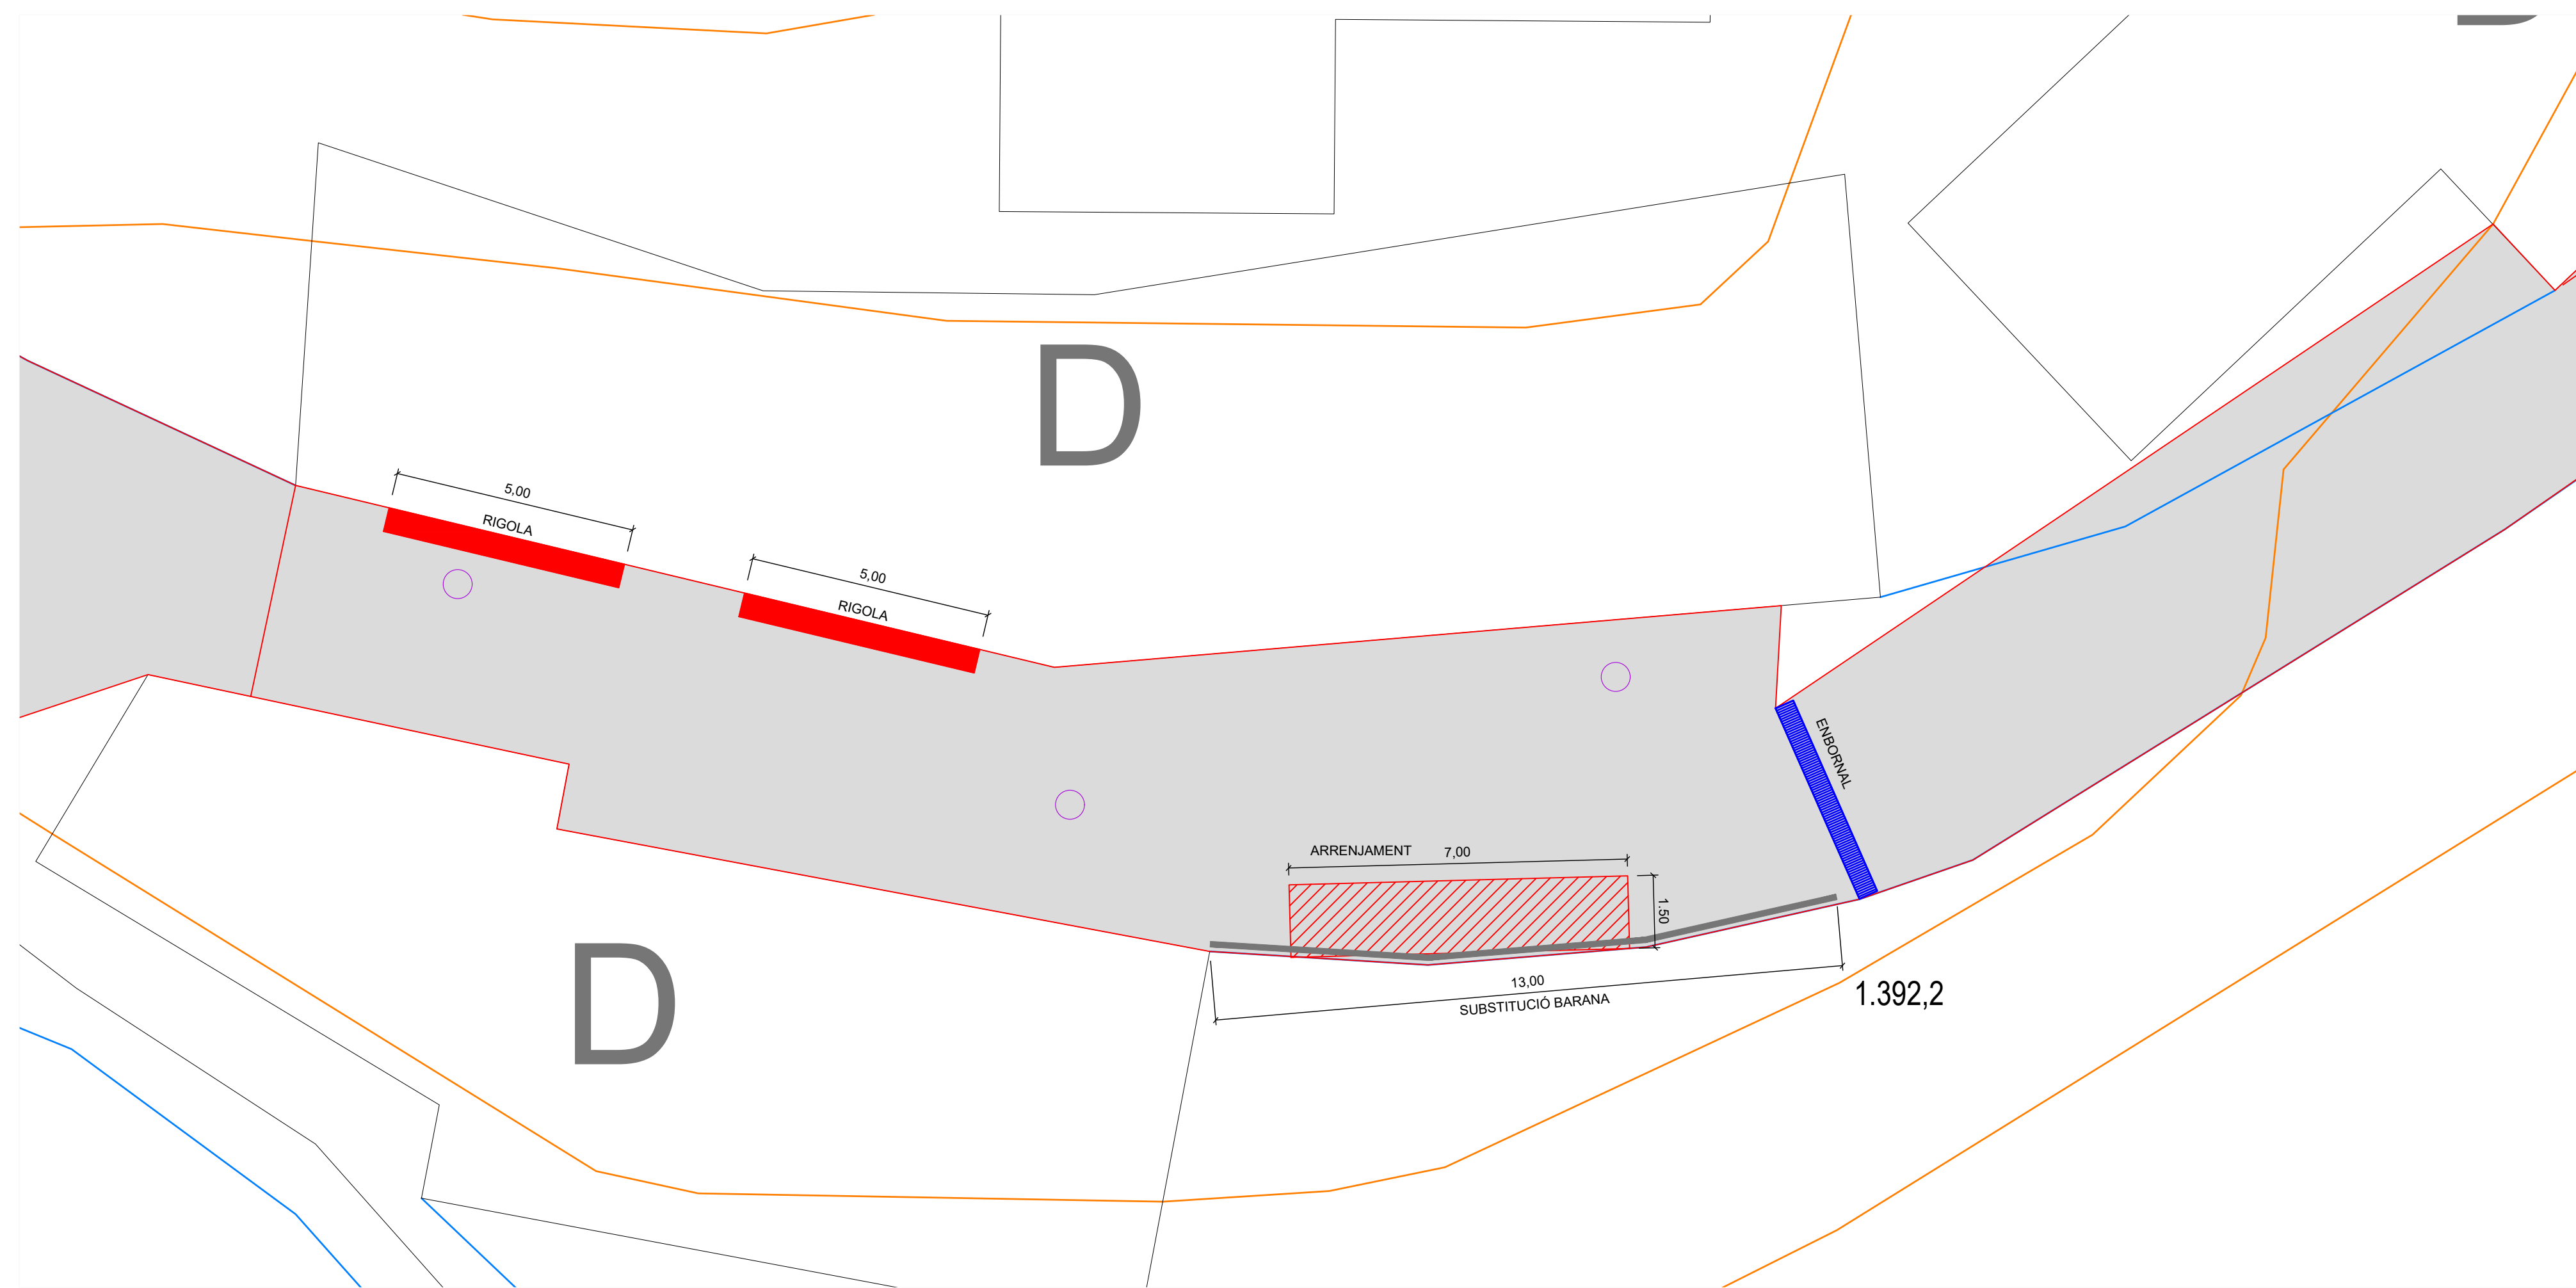 D
5,00
RIGOLA
5,00
RIGOLA
ENBORNAL
ARRENJAMENT 7,00
1.50
13,00
SUBSTITUCIÓ BARANA
1.392,2
D